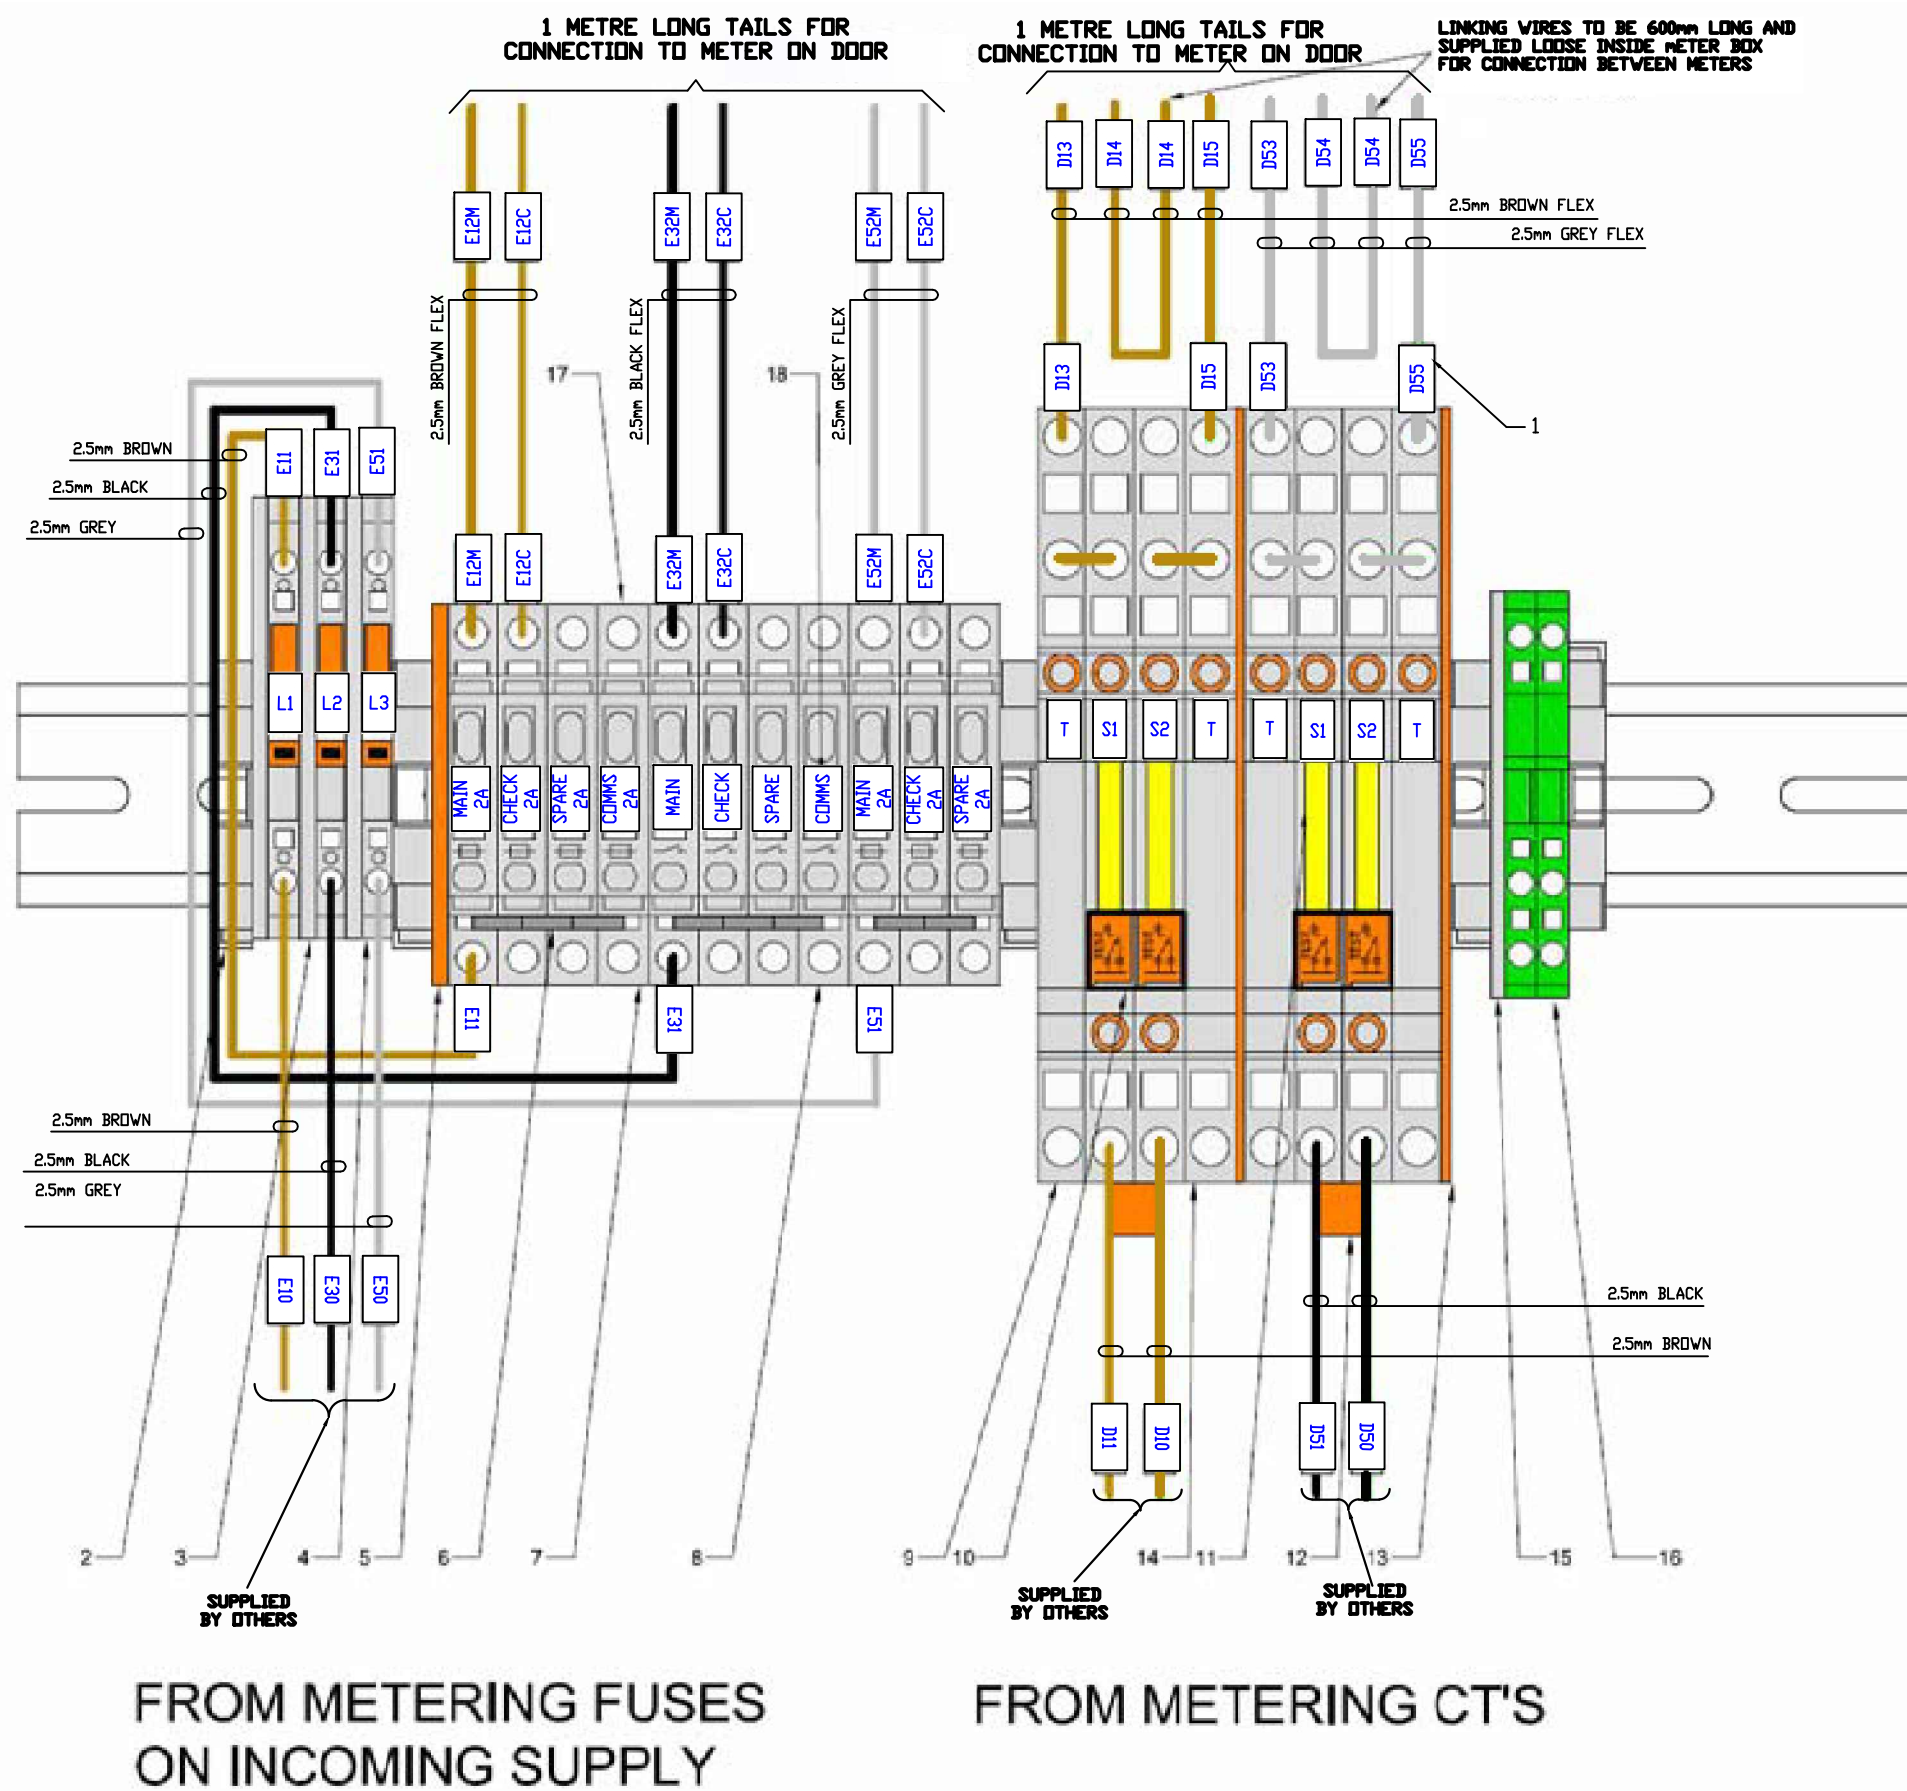 1 METRE LONG TAILS FOR
CONNECTION TO METER ON DOOR
1 METRE LONG TAILS FOR
CONNECTION TO METER ON DOOR
LINKING WIRES TO BE 600mm LONG AND
SUPPLIED LOOSE INSIDE mETER BOX
FOR CONNECTION BETWEEN METERS
D13
D14
D14
D15
D53
D54
D54
D55
E12M
E12C
E32M
E32C
E52M
E52C
2.5mm BROWN FLEX
2.5mm GREY FLEX
2.5mm BROWN FLEX
2.5mm BLACK FLEX
2.5mm GREY FLEX
17
18
D13
D15
D53
D55
1
2.5mm BROWN
2.5mm BLACK
2.5mm GREY
E11
E31
E51
E12M
E12C
E32M
E32C
E52M
E52C
L1
L2
L3
T
S1
S2
T
T
S1
S2
T
MAIN
2A
CHECK
2A
SPARE
2A
COMMS
2A
MAIN
CHECK
SPARE
COMMS
MAIN
2A
CHECK
2A
SPARE
2A
TEST
TEST
TEST
TEST
E11
E31
E51
2.5mm BROWN
2.5mm BLACK
2.5mm GREY
E10
E30
E50
2.5mm BLACK
2.5mm BROWN
D11
D10
D51
D50
2
3
4
5
6
7
8
9
10
14
11
12
13
15
16
SUPPLIED
BY OTHERS
SUPPLIED
BY OTHERS
SUPPLIED
BY OTHERS
FROM METERING FUSES
ON INCOMING SUPPLY
FROM METERING CT'S